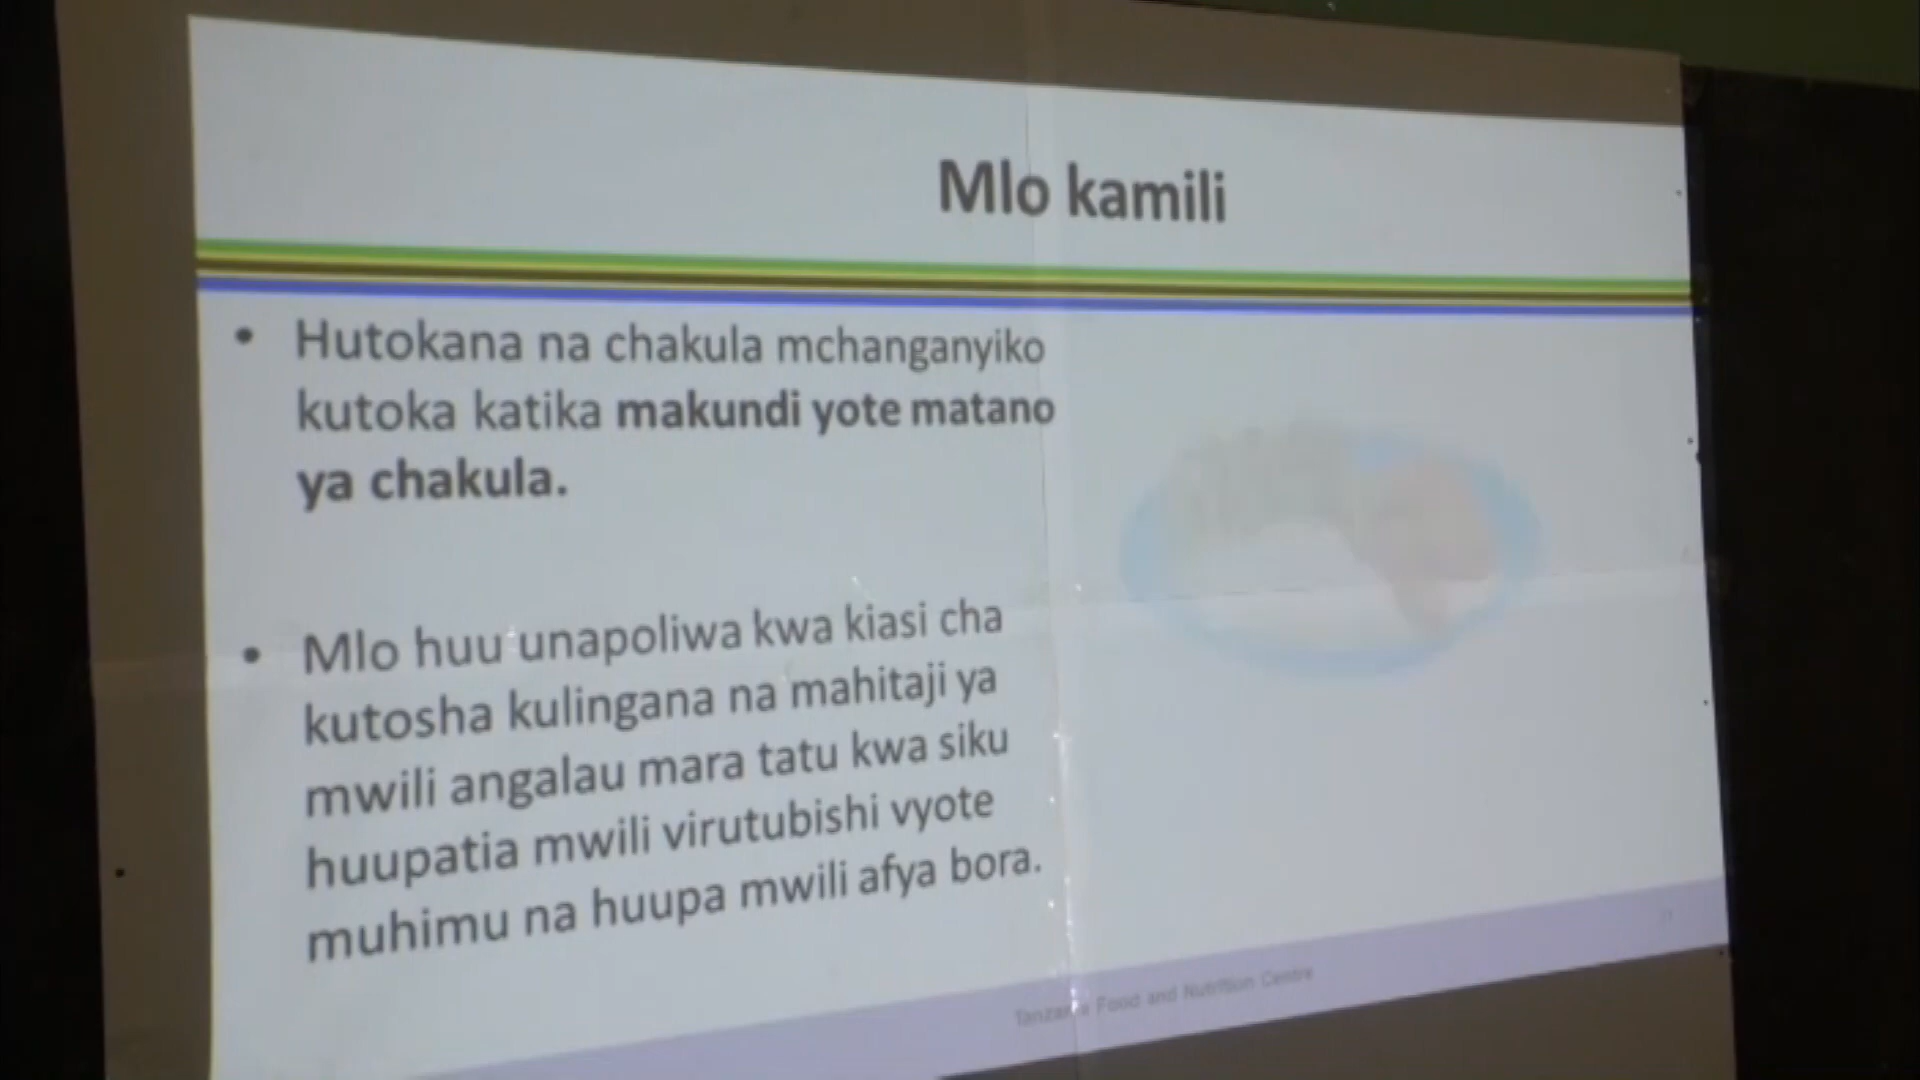 Mlo kamili
• Hutokana na chakula mchanganyiko
kutoka katika makundi yote matano
ya chakula.
• Mlo huu unapoliwa kwa kiasi cha
kutosha kulingana na mahitaji ya
mwili angalau mara tatu kwa siku
huupatia mwili virutubishi vyote
muhimu na huupa mwili afya bora.
Tanzania Food and Nutrition Centre